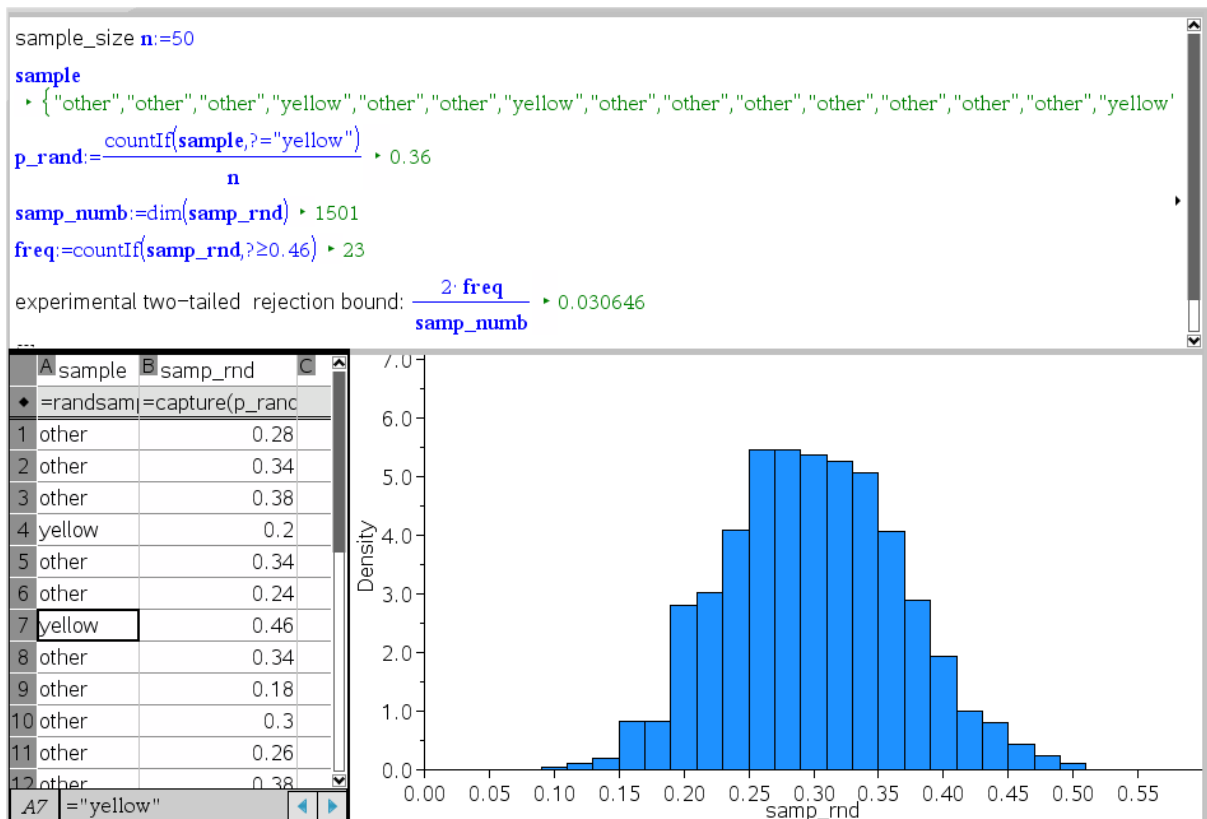 sample_size n:=50
sample
▸ {"other","other","other","yellow","other","other","yellow","other","other","other","other","other","other","other","yellow"
p_rand:=countIf(sample,?="yellow")/n ▸ 0.36
samp_numb:=dim(samp_rnd) ▸ 1501
freq:=countIf(samp_rnd,?≥0.46) ▸ 23
experimental two-tailed rejection bound: 2·freq/samp_numb ▸ 0.030646
A sample B samp_rnd C
◆ =randsamp =capture(p_rand
1 other 0.28
2 other 0.34
3 other 0.38
4 yellow 0.2
5 other 0.34
6 other 0.24
7 yellow 0.46
8 other 0.34
9 other 0.18
10 other 0.3
11 other 0.26
12 other 0.38
A7 ="yellow"
7.0
6.0
5.0
4.0
3.0
2.0
1.0
0.0
Density
0.00 0.05 0.10 0.15 0.20 0.25 0.30 0.35 0.40 0.45 0.50 0.55
samp_rnd